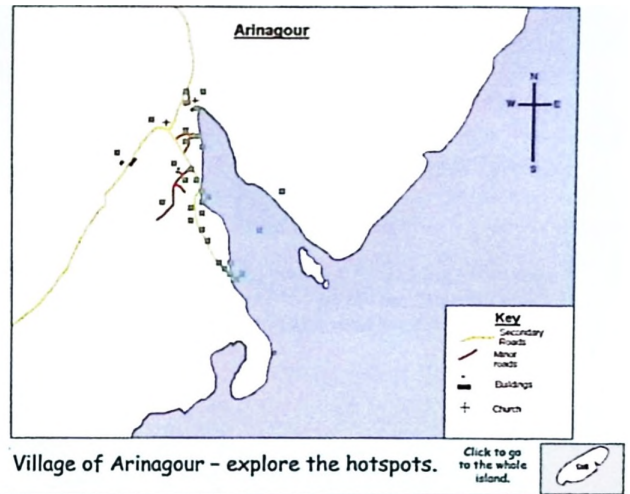 Arinagour
N
W E
S
Key
Secondary
Roads
Minor
roads
Buildings
Church
Village of Arinagour – explore the hotspots.
Click to go
to the whole
island.
Coll